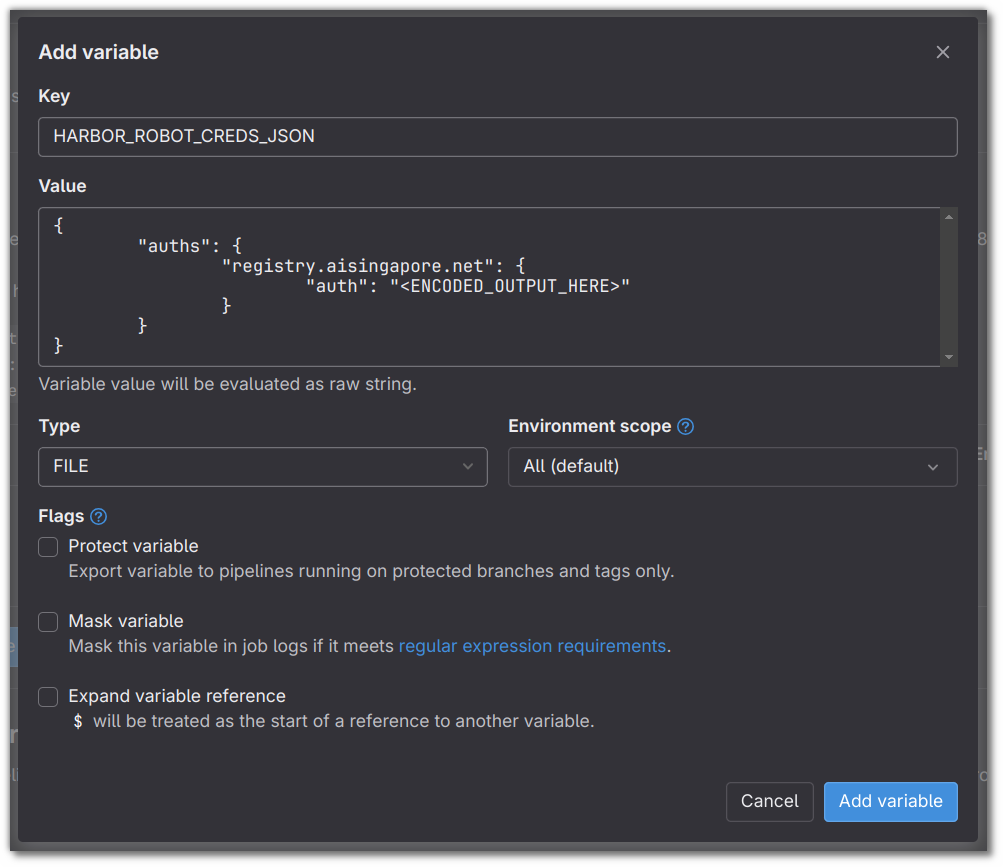 Add variable
Key
HARBOR_ROBOT_CREDS_JSON
Value
{
"auths": {
"registry.aisingapore.net": {
"auth": "<ENCODED_OUTPUT_HERE>"
}
}
}
Variable value will be evaluated as raw string.
Type
Environment scope
FILE
All (default)
Flags
Protect variable
Export variable to pipelines running on protected branches and tags only.
Mask variable
Mask this variable in job logs if it meets regular expression requirements.
Expand variable reference
$ will be treated as the start of a reference to another variable.
Cancel
Add variable